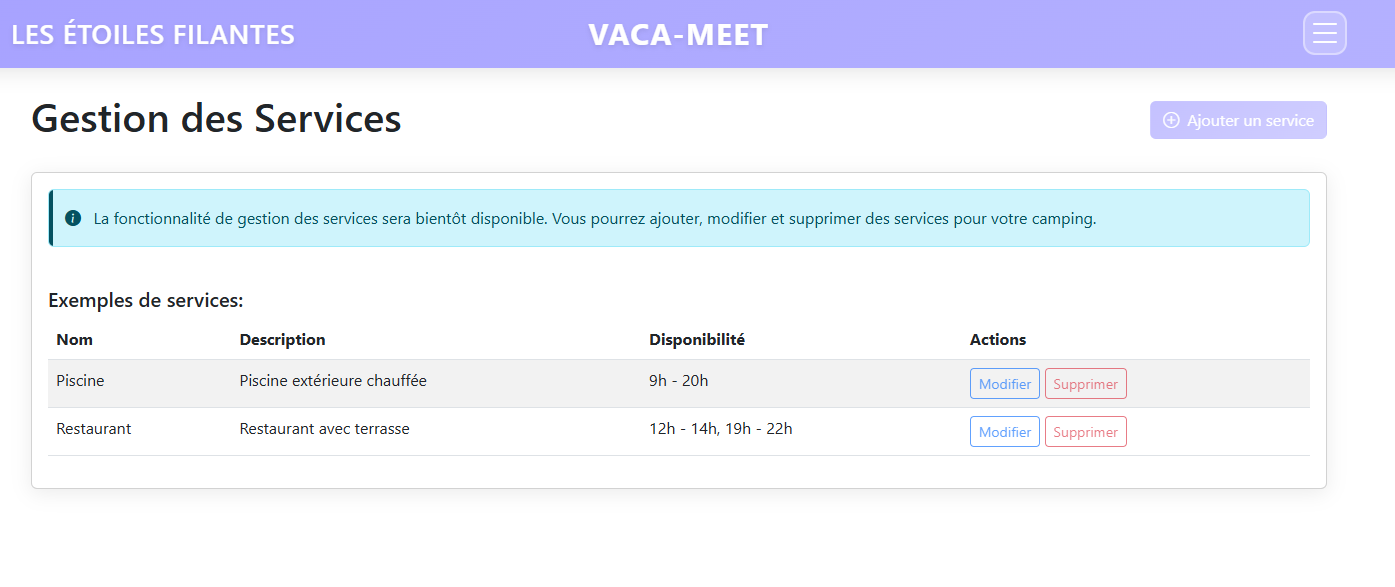 LES ÉTOILES FILANTES
VACA-MEET
Gestion des Services
Ajouter un service
La fonctionnalité de gestion des services sera bientôt disponible. Vous pourrez ajouter, modifier et supprimer des services pour votre camping.
Exemples de services:
Nom Description Disponibilité Actions
Piscine Piscine extérieure chauffée 9h - 20h Modifier Supprimer
Restaurant Restaurant avec terrasse 12h - 14h, 19h - 22h Modifier Supprimer